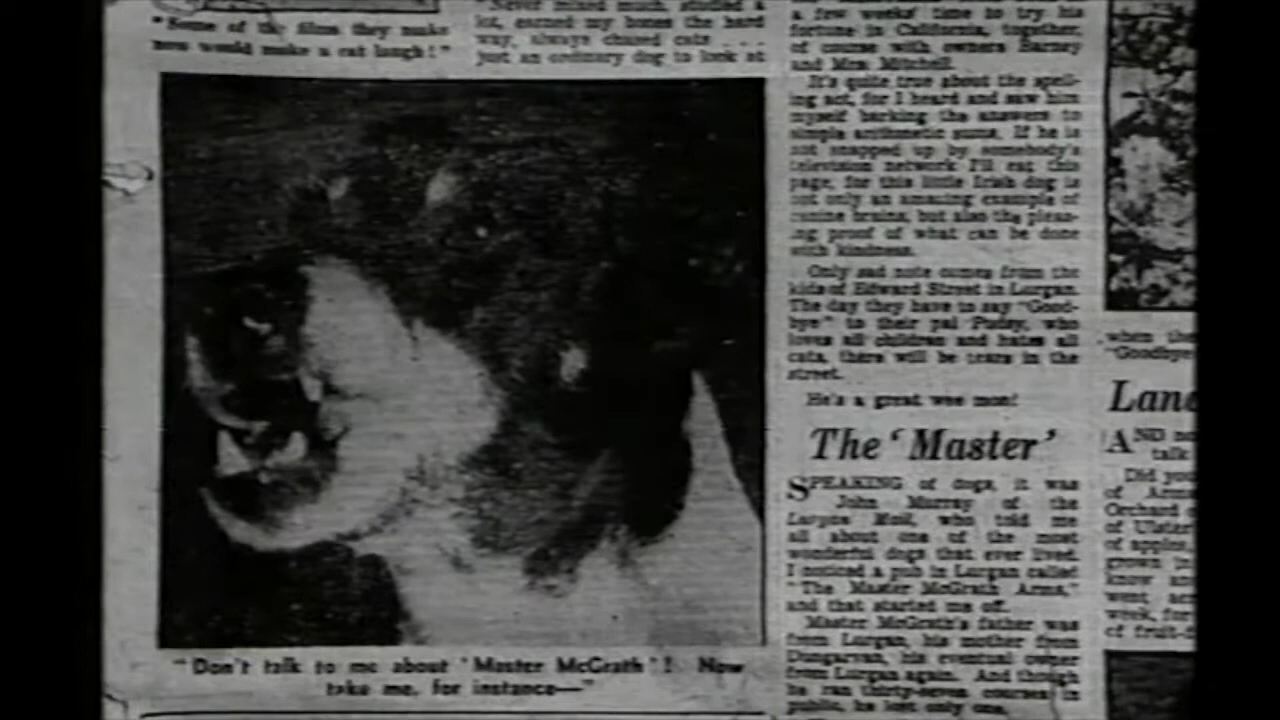 "Some of the films they make
now would make a cat laugh!"
"Never mixed much, studied a
lot, earned my bones the hard
way, always chased cats . . .
just an ordinary dog to look at
"Don't talk to me about 'Master McGrath'! Now
take me, for instance—"
a few weeks' time to try his
fortune in California, together,
of course with owners Barney
and Mrs. Mitchell.
It's quite true about the spell-
ing act, for I heard and saw him
myself barking the answers to
simple arithmetic sums. If he is
not snapped up by somebody's
television network I'll eat this
page, for this little Irish dog is
not only an amazing example of
canine brains, but also the pleas-
ing proof of what can be done
with kindness.
Only sad note comes from the
kids of Edward Street in Lurgan.
The day they have to say "Good-
bye" to their pal , who
loves all children and hates all
cats, there will be tears in the
street.
He's a great wee mon!
The 'Master'
SPEAKING of dogs, it was
John Murray of the
Lurgan Mail, who told me
all about one of the most
wonderful dogs that ever lived.
I noticed a pub in Lurgan called
"The Master McGrath Arms,"
and that started me off.
Master McGrath's father was
from Lurgan, his mother from
Dungarvan, his eventual owner
from Lurgan again. And though
he ran thirty-seven courses in
public, he lost only one.
when the
"Goodbye
Lan
AND no
talk
Did you
of Arma
Orchard o
of Ulster
of apples,
grown in
know an
went acr
week, for
of fruit-